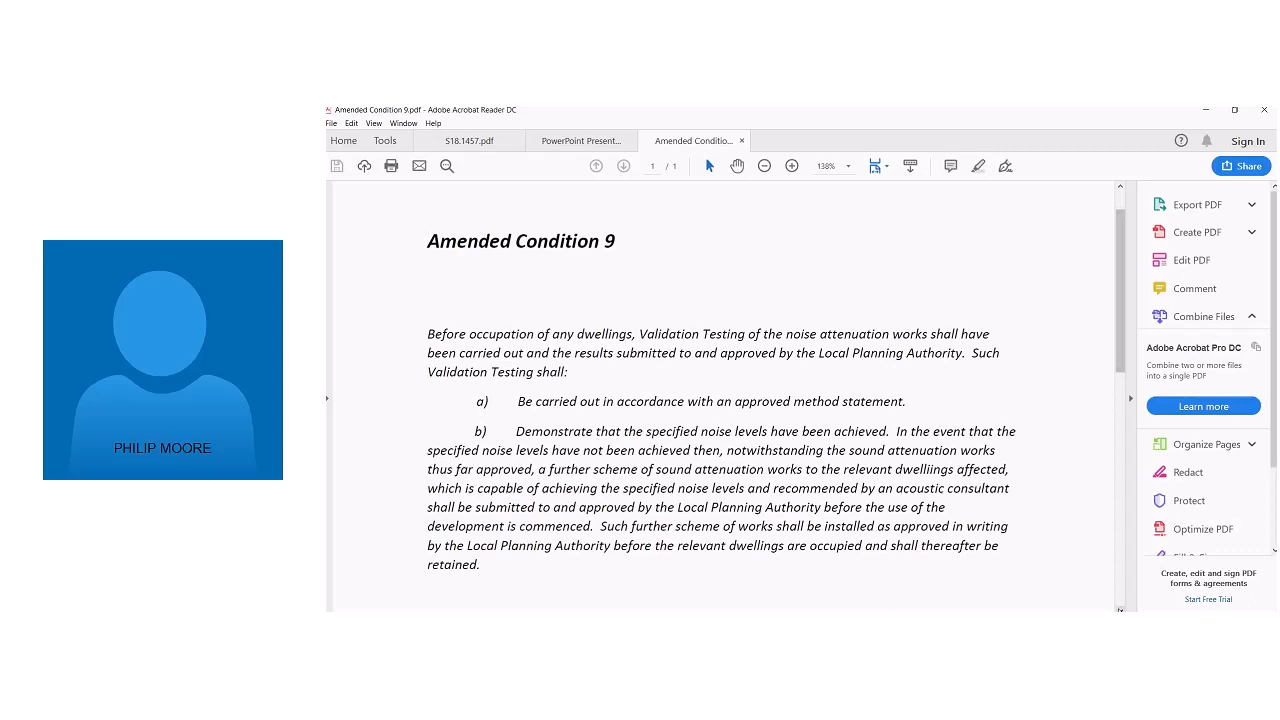 Amended Condition 9.pdf - Adobe Acrobat Reader DC
File Edit View Window Help
Home Tools S18.1457.pdf PowerPoint Present... Amended Conditio... × Sign In
1 / 1 138% Share
Export PDF
Amended Condition 9
Create PDF
Edit PDF
Comment
Combine Files
Before occupation of any dwellings, Validation Testing of the noise attenuation works shall have
been carried out and the results submitted to and approved by the Local Planning Authority. Such
Validation Testing shall:
Adobe Acrobat Pro DC
Combine two or more files
into a single PDF
Learn more
a) Be carried out in accordance with an approved method statement.
b) Demonstrate that the specified noise levels have been achieved. In the event that the
specified noise levels have not been achieved then, notwithstanding the sound attenuation works
thus far approved, a further scheme of sound attenuation works to the relevant dwelliings affected,
which is capable of achieving the specified noise levels and recommended by an acoustic consultant
shall be submitted to and approved by the Local Planning Authority before the use of the
development is commenced. Such further scheme of works shall be installed as approved in writing
by the Local Planning Authority before the relevant dwellings are occupied and shall thereafter be
retained.
Organize Pages
Redact
Protect
Optimize PDF
Create, edit and sign PDF
forms & agreements
Start Free Trial
PHILIP MOORE